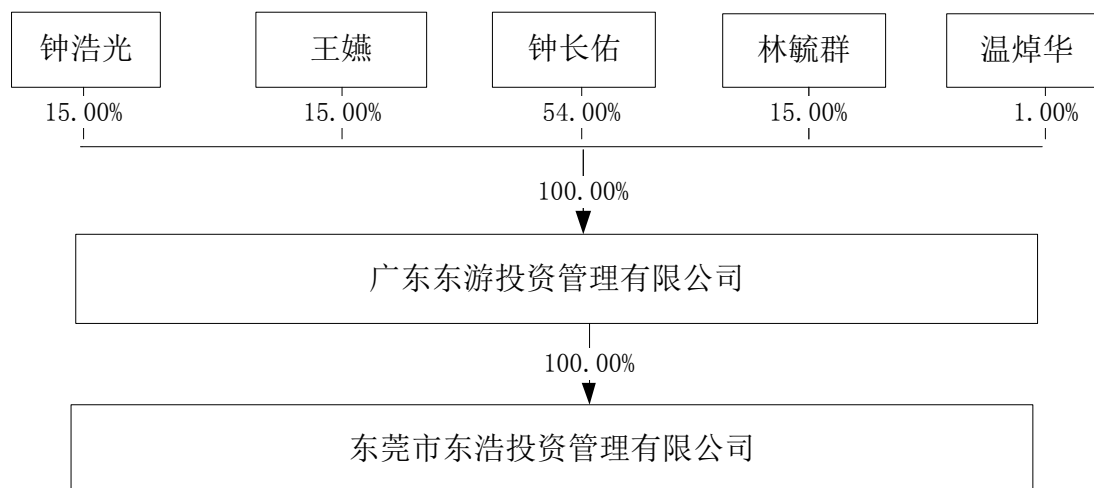 钟浩光 王嬿 钟长佑 林毓群 温焯华
15.00% 15.00% 54.00% 15.00% 1.00%
100.00%
广东东游投资管理有限公司
100.00%
东莞市东浩投资管理有限公司